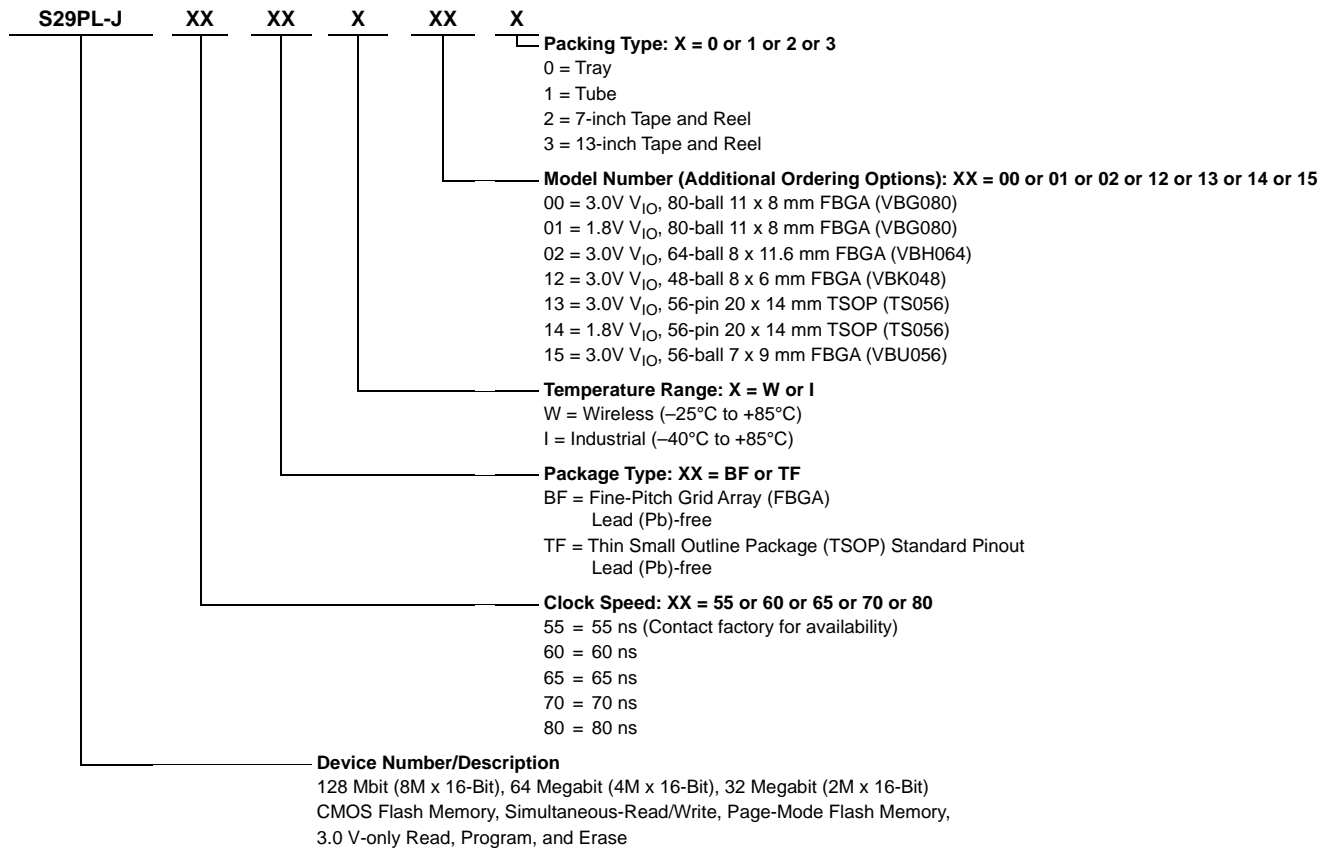 S29PL-J XX XX X XX X
Packing Type: X = 0 or 1 or 2 or 3
0 = Tray
1 = Tube
2 = 7-inch Tape and Reel
3 = 13-inch Tape and Reel
Model Number (Additional Ordering Options): XX = 00 or 01 or 02 or 12 or 13 or 14 or 15
00 = 3.0V VIO, 80-ball 11 x 8 mm FBGA (VBG080)
01 = 1.8V VIO, 80-ball 11 x 8 mm FBGA (VBG080)
02 = 3.0V VIO, 64-ball 8 x 11.6 mm FBGA (VBH064)
12 = 3.0V VIO, 48-ball 8 x 6 mm FBGA (VBK048)
13 = 3.0V VIO, 56-pin 20 x 14 mm TSOP (TS056)
14 = 1.8V VIO, 56-pin 20 x 14 mm TSOP (TS056)
15 = 3.0V VIO, 56-ball 7 x 9 mm FBGA (VBU056)
Temperature Range: X = W or I
W = Wireless (–25°C to +85°C)
I = Industrial (–40°C to +85°C)
Package Type: XX = BF or TF
BF = Fine-Pitch Grid Array (FBGA)
Lead (Pb)-free
TF = Thin Small Outline Package (TSOP) Standard Pinout
Lead (Pb)-free
Clock Speed: XX = 55 or 60 or 65 or 70 or 80
55 = 55 ns (Contact factory for availability)
60 = 60 ns
65 = 65 ns
70 = 70 ns
80 = 80 ns
Device Number/Description
128 Mbit (8M x 16-Bit), 64 Megabit (4M x 16-Bit), 32 Megabit (2M x 16-Bit)
CMOS Flash Memory, Simultaneous-Read/Write, Page-Mode Flash Memory,
3.0 V-only Read, Program, and Erase